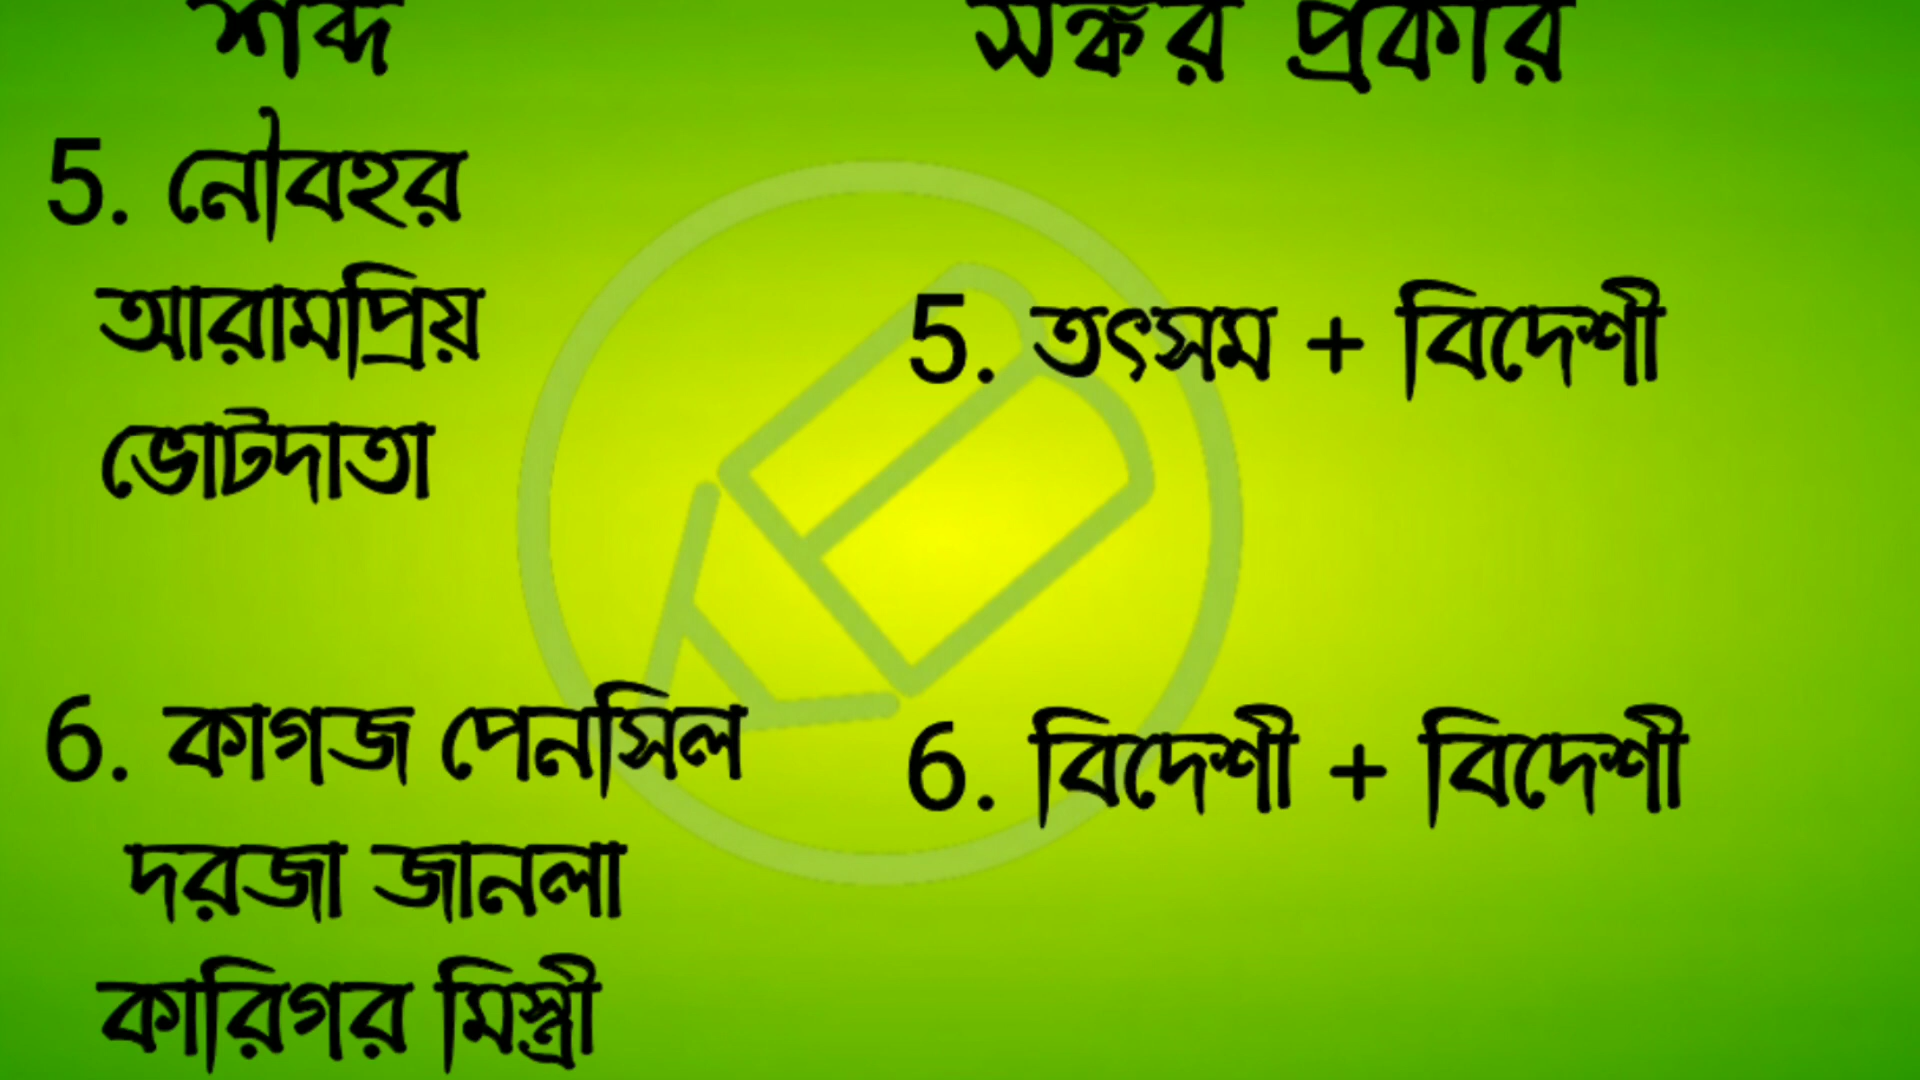 শব্দ
সঙ্কর প্রকার
5. নৌবহর
আরামপ্রিয়
ভোটদাতা
5. তৎসম + বিদেশী
6. কাগজ পেনসিল
দরজা জানলা
কারিগর মিস্ত্রী
6. বিদেশী + বিদেশী